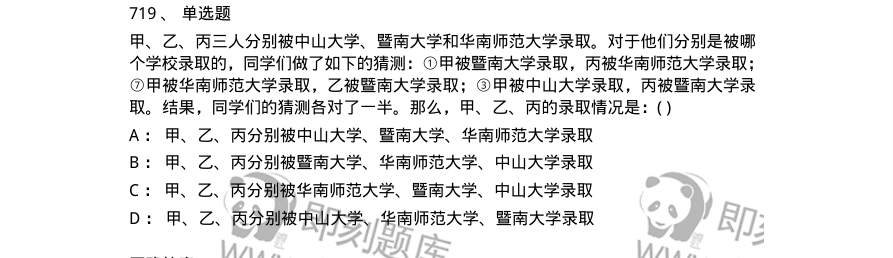 719 、 单选题
甲、乙、丙三人分别被中山大学、暨南大学和华南师范大学录取。对于他们分别是被哪
个学校录取的，同学们做了如下的猜测：①甲被暨南大学录取，丙被华南师范大学录取；
⑦甲被华南师范大学录取，乙被暨南大学录取；③甲被中山大学录取，丙被暨南大学录
取。结果，同学们的猜测各对了一半。那么，甲、乙、丙的录取情况是：( )
A： 甲、乙、丙分别被中山大学、暨南大学、华南师范大学录取
B： 甲、乙、丙分别被暨南大学、华南师范大学、中山大学录取
C： 甲、乙、丙分别被华南师范大学、暨南大学、中山大学录取
D： 甲、乙、丙分别被中山大学、华南师范大学、暨南大学录取
即刻题库
即刻